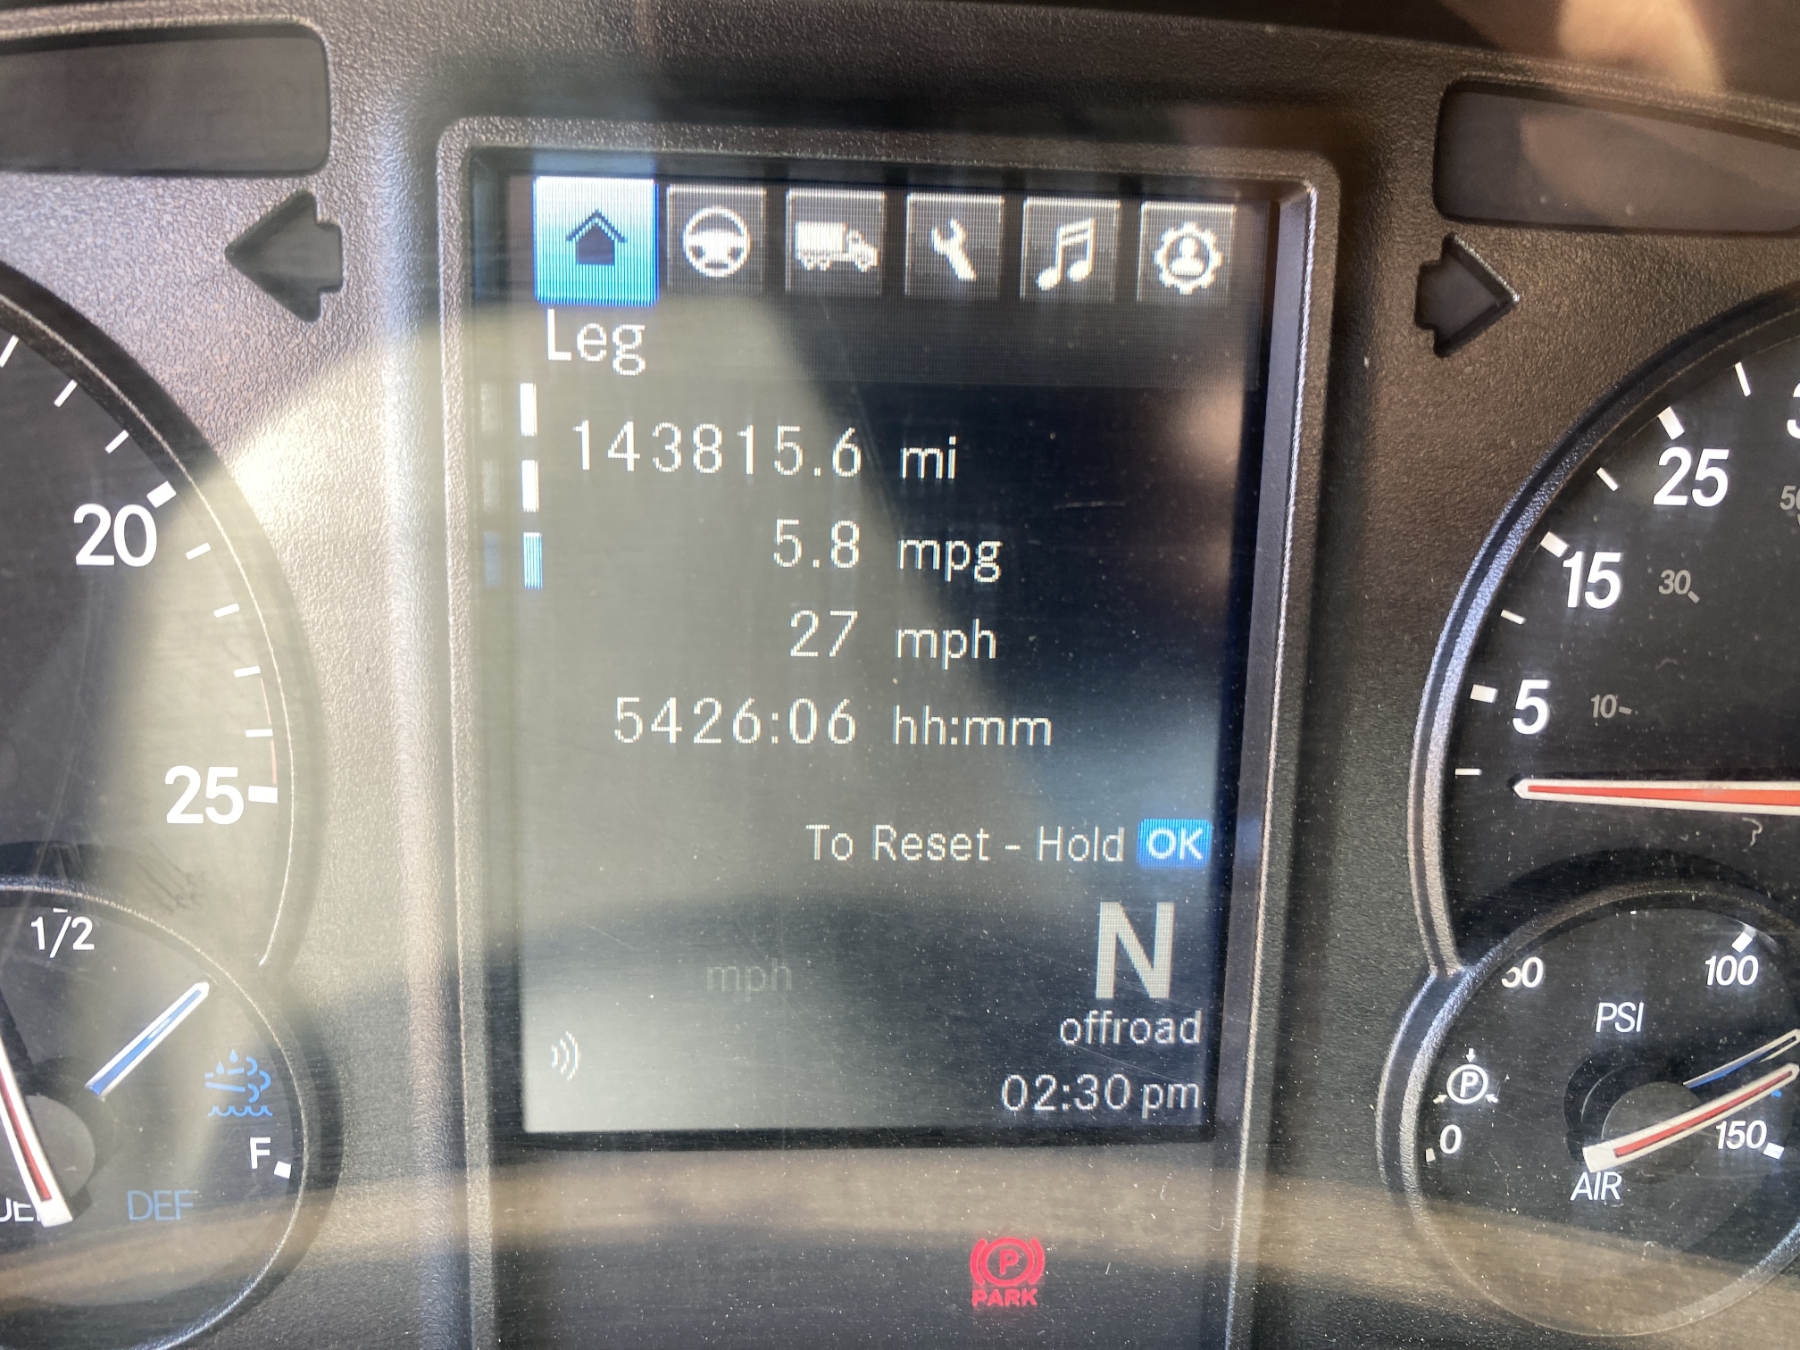 Leg
143815.6 mi
5.8 mpg
27 mph
5426:06 hh:mm
To Reset - Hold OK
mph
N
offroad
02:30 pm
P
PARK
20
25
1/2
F
DEF
25
15
30
5
10
100
PSI
P
0
150
AIR